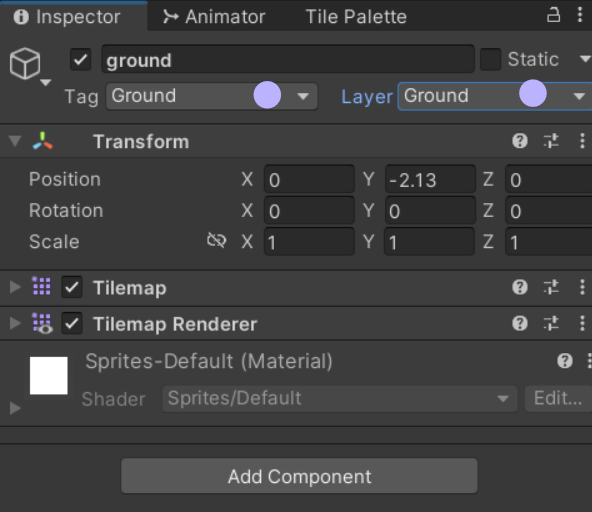 Inspector Animator Tile Palette
ground Static
Tag Ground Layer Ground
Transform
Position X 0 Y -2.13 Z 0
Rotation X 0 Y 0 Z 0
Scale X 1 Y 1 Z 1
Tilemap
Tilemap Renderer
Sprites-Default (Material)
Shader Sprites/Default Edit...
Add Component